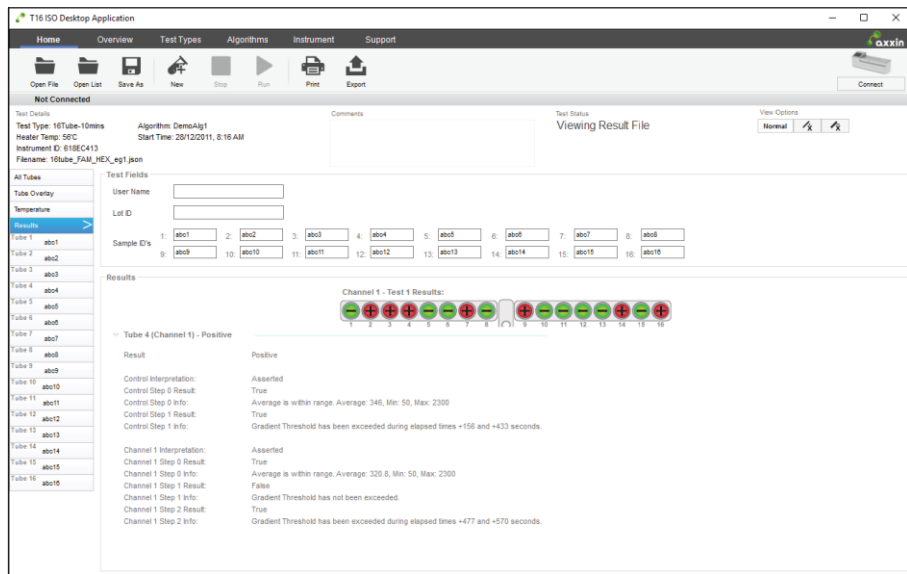 T16 ISO Desktop Application
Home Overview Test Types Algorithms Instrument Support
axxin
Open File Open List Save As New Stop Run Print Export Connect
Not Connected
Test Details Comments Test Status View Options
Test Type: 16Tube-10mins Algorithm: DemoAlg1 Viewing Result File Normal
Heater Temp: 56°C Start Time: 28/12/2011, 8:16 AM
Instrument ID: 618EC413
Filename: 16tube_FAM_HEX_eg1.json
All Tubes
Tube Overlay
Temperature
Results >
Tube 1 abc1
Tube 2 abc2
Tube 3 abc3
Tube 4 abc4
Tube 5 abc5
Tube 6 abc6
Tube 7 abc7
Tube 8 abc8
Tube 9 abc9
Tube 10 abc10
Tube 11 abc11
Tube 12 abc12
Tube 13 abc13
Tube 14 abc14
Tube 15 abc15
Tube 16 abc16
Test Fields
User Name
Lot ID
Sample ID's
1: abc1 2: abc2 3: abc3 4: abc4 5: abc5 6: abc6 7: abc7 8: abc8
9: abc9 10: abc10 11: abc11 12: abc12 13: abc13 14: abc14 15: abc15 16: abc16
Results
Channel 1 - Test 1 Results:
1 2 3 4 5 6 7 8 9 10 11 12 13 14 15 16
Tube 4 (Channel 1) - Positive
Result Positive
Control Interpretation: Asserted
Control Step 0 Result: True
Control Step 0 Info: Average is within range, Average: 346, Min: 50, Max: 2300
Control Step 1 Result: True
Control Step 1 Info: Gradient Threshold has been exceeded during elapsed times +156 and +433 seconds.
Channel 1 Interpretation: Asserted
Channel 1 Step 0 Result: True
Channel 1 Step 0 Info: Average is within range, Average: 320.8, Min: 50, Max: 2300
Channel 1 Step 1 Result: False
Channel 1 Step 1 Info: Gradient Threshold has not been exceeded.
Channel 1 Step 2 Result: True
Channel 1 Step 2 Info: Gradient Threshold has been exceeded during elapsed times +477 and +570 seconds.